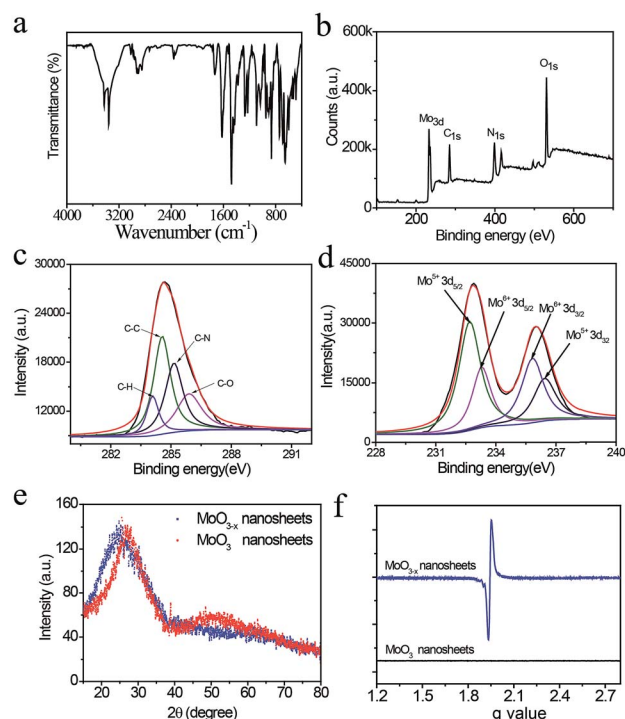 a
Transmittance (%)
4000 3200 2400 1600 800
Wavenumber (cm-1)
b
Counts (a.u.)
600k
400k
200k
0
Mo3d
C1s
N1s
O1s
200 400 600
Binding energy (eV)
c
Intensity (a.u.)
30000
24000
18000
12000
C-C
C-N
C-H
C-O
282 285 288 291
Binding energy(eV)
d
Intensity(a.u.)
45000
30000
15000
0
Mo5+ 3d5/2
Mo6+ 3d5/2
Mo6+ 3d3/2
Mo5+ 3d32
228 231 234 237 240
Binding energy(eV)
e
Intensity (a.u.)
160
120
80
40
0
MoO3-x nanosheets
MoO3 nanosheets
20 30 40 50 60 70 80
2θ (degree)
f
MoO3-x nanosheets
MoO3 nanosheets
1.2 1.5 1.8 2.1 2.4 2.7
g value